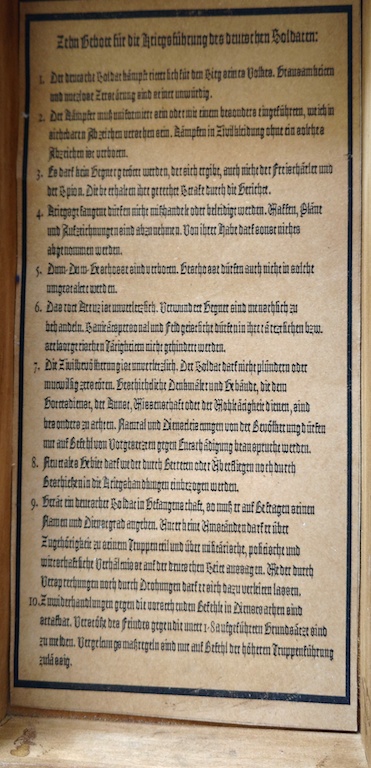 Zehn Gebote für die Kriegsführung des deutschen Soldaten:
1. Der deutsche Soldat kämpft ritterlich für den Sieg seines Volkes. Grausamkeiten
und nutzlose Zerstörung sind seiner unwürdig.
2. Der Kämpfer muß uniformiert sein oder mit einem besonders eingeführten, weithin
sichtbaren Abzeichen versehen sein. Kämpfen in Zivilkleidung ohne ein solches
Abzeichen ist verboten.
3. Es darf kein Gegner getötet werden, der sich ergibt, auch nicht der Freischärler und
der Spion. Die erhalten ihre gerechte Strafe durch die Gerichte.
4. Kriegsgefangene dürfen nicht mißhandelt oder beleidigt werden. Waffen, Pläne
und Aufzeichnungen sind abzunehmen. Von ihrer Habe darf sonst nichts
abgenommen werden.
5. Dum-Dum-Geschosse sind verboten. Geschosse dürfen auch nicht in solche
umgestaltet werden.
6. Das rote Kreuz ist unverletzlich. Verwundete Gegner sind menschlich zu
behandeln. Sanitätspersonal und Feldgeistliche dürfen in ihrer ärztlichen bzw.
seelsorgerischen Tätigkeiten nicht gehindert werden.
7. Die Zivilbevölkerung ist unverletzlich. Der Soldat darf nicht plündern oder
mutwillig zerstören. Geschichtliche Denkmäler und Gebäude, die dem
Gottesdienst, der Kunst, Wissenschaft oder der Wohltätigkeit dienen, sind
besonders zu achten. Natural und Dienstleistungen von der Bevölkerung dürfen
nur auf Befehl von Vorgesetzten gegen Entschädigung beansprucht werden.
8. Neutrales Gebiet darf weder durch Betreten oder Überfliegen noch durch
Beschießen in die Kriegshandlungen einbezogen werden.
9. Gerät ein deutscher Soldat in Gefangenschaft, so muß er auf Befragen seinen
Namen und Dienstgrad angeben. Unter keine Umständen darf er über
Zugehörigkeit zu seinem Truppenteil und über militärische, politische und
wirtschaftliche Verhältnisse auf der deutschen Seite aussagen. Weder durch
Versprechungen noch durch Drohungen darf er sich dazu verleiten lassen.
10. Zuwiderhandlungen gegen die vorstehenden Befehle in Dienstsachen sind
strafbar. Verstöße des Feindes gegen die unter 1-8 aufgeführten Grundsätze sind
zu melden. Vergeltungsmaßregeln sind nur auf Befehl der höheren Truppenführung
zulässig.